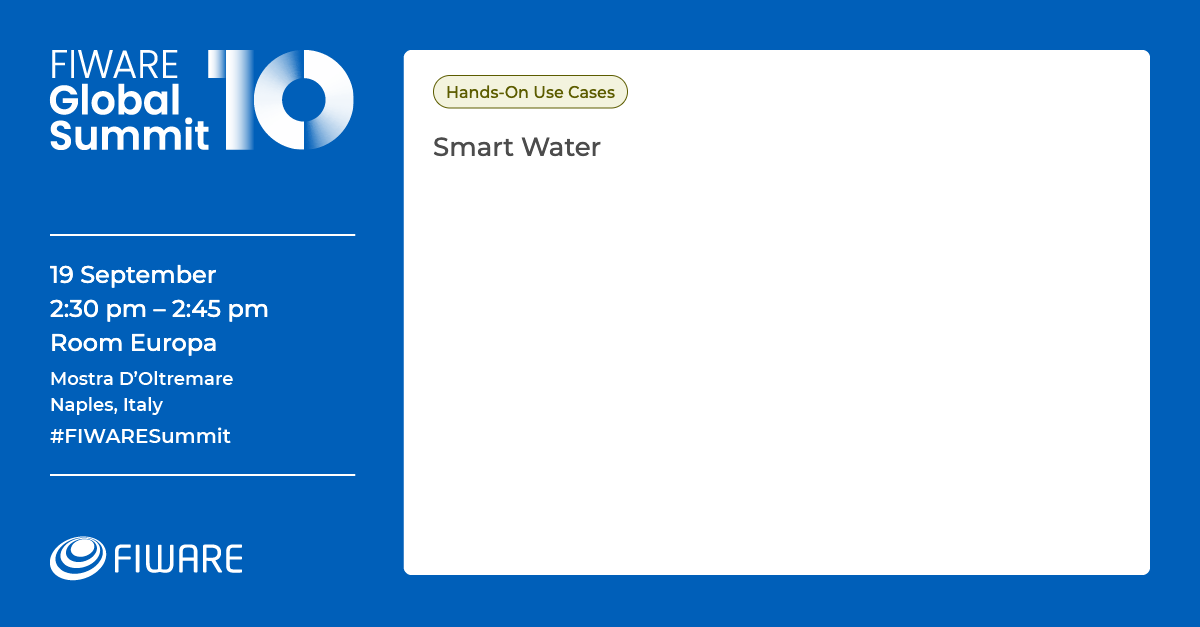 FIWARE
Global
Summit
10
19 September
2:30 pm – 2:45 pm
Room Europa
Mostra D’Oltremare
Naples, Italy
#FIWARESummit
FIWARE
Hands-On Use Cases
Smart Water